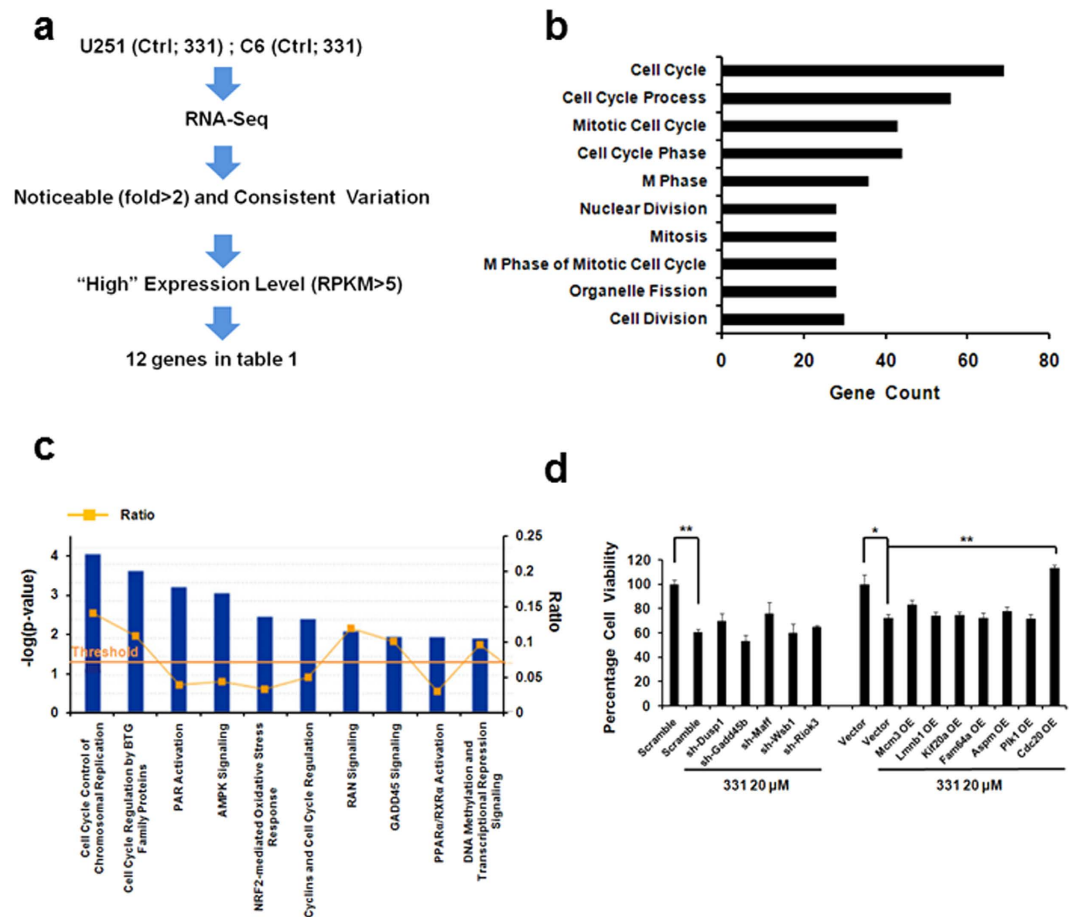 a
U251 (Ctrl; 331) ; C6 (Ctrl; 331)
RNA-Seq
Noticeable (fold>2) and Consistent Variation
“High” Expression Level (RPKM>5)
12 genes in table 1
b
Cell Cycle
Cell Cycle Process
Mitotic Cell Cycle
Cell Cycle Phase
M Phase
Nuclear Division
Mitosis
M Phase of Mitotic Cell Cycle
Organelle Fission
Cell Division
0 20 40 60 80
Gene Count
c
Ratio
-log(p-value)
4
3
2
1
0
Threshold
0.25
0.2
0.15
0.1
0.05
0
Ratio
Cell Cycle Control of
Chromosomal Replication
Cell Cycle Regulation by BTG
Family Proteins
PAR Activation
AMPK Signaling
NRF2-mediated Oxidative Stress
Response
Cyclins and Cell Cycle Regulation
RAN Signaling
GADD45 Signaling
PPARα/RXRα Activation
DNA Methylation and
Transcriptional Repression
Signaling
d
Percentage Cell Viability
120
100
80
60
40
20
0
**
*
**
Scramble
Scramble
sh-Dusp1
sh-Gadd45b
sh-Maff
sh-Wsb1
sh-Riok3
Vector
Vector
Mcm3 OE
Lmnb1 OE
Kif20a OE
Fam64a OE
Aspm OE
Plk1 OE
Cdc20 OE
331 20 μM
331 20 μM